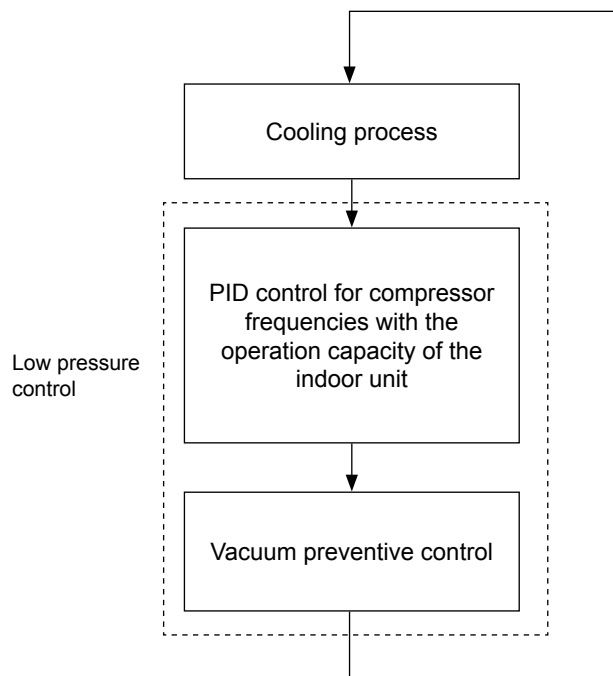 Cooling process
PID control for compressor
frequencies with the
operation capacity of the
indoor unit
Low pressure
control
Vacuum preventive control